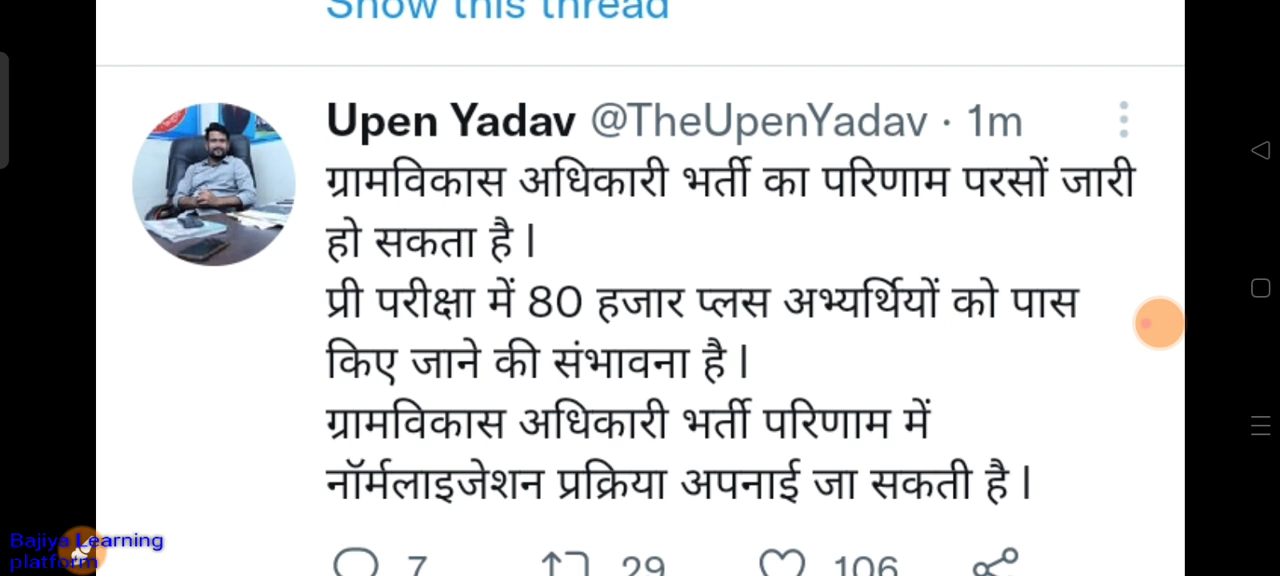 Show this thread
Upen Yadav @TheUpenYadav · 1m
ग्रामविकास अधिकारी भर्ती का परिणाम परसों जारी
हो सकता है |
प्री परीक्षा में 80 हजार प्लस अभ्यर्थियों को पास
किए जाने की संभावना है |
ग्रामविकास अधिकारी भर्ती परिणाम में
नॉर्मलाइजेशन प्रक्रिया अपनाई जा सकती है |
7 29 106
Bajiya Learning
platform